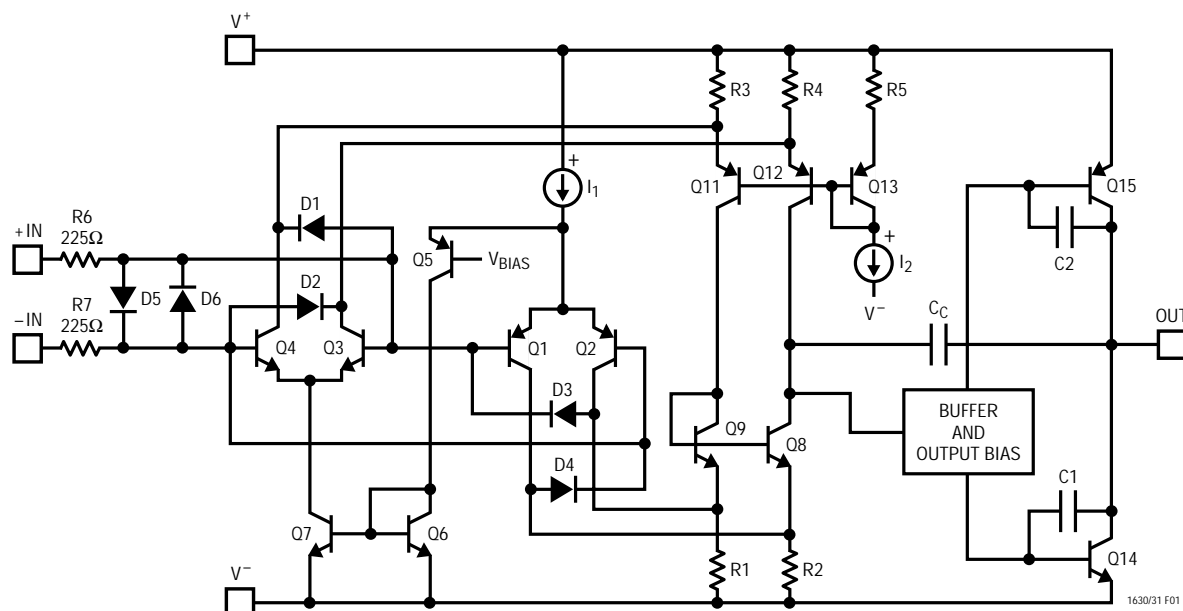 V+
R3
R4
R5
+
I1
Q11
Q12
Q13
Q15
D1
R6
225Ω
+IN
Q5
VBIAS
+
I2
C2
D2
D5
D6
R7
225Ω
V−
CC
OUT
−IN
Q4
Q3
Q1
Q2
D3
BUFFER
AND
OUTPUT BIAS
Q9
Q8
D4
C1
Q7
Q6
R1
R2
Q14
V−
1630/31 F01